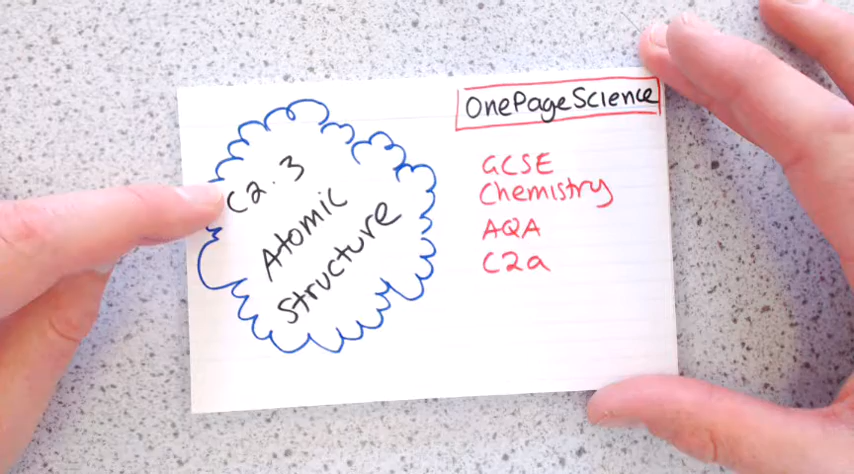 C2.3
Atomic
Structure
OnePageScience
GCSE
Chemistry
AQA
C2a